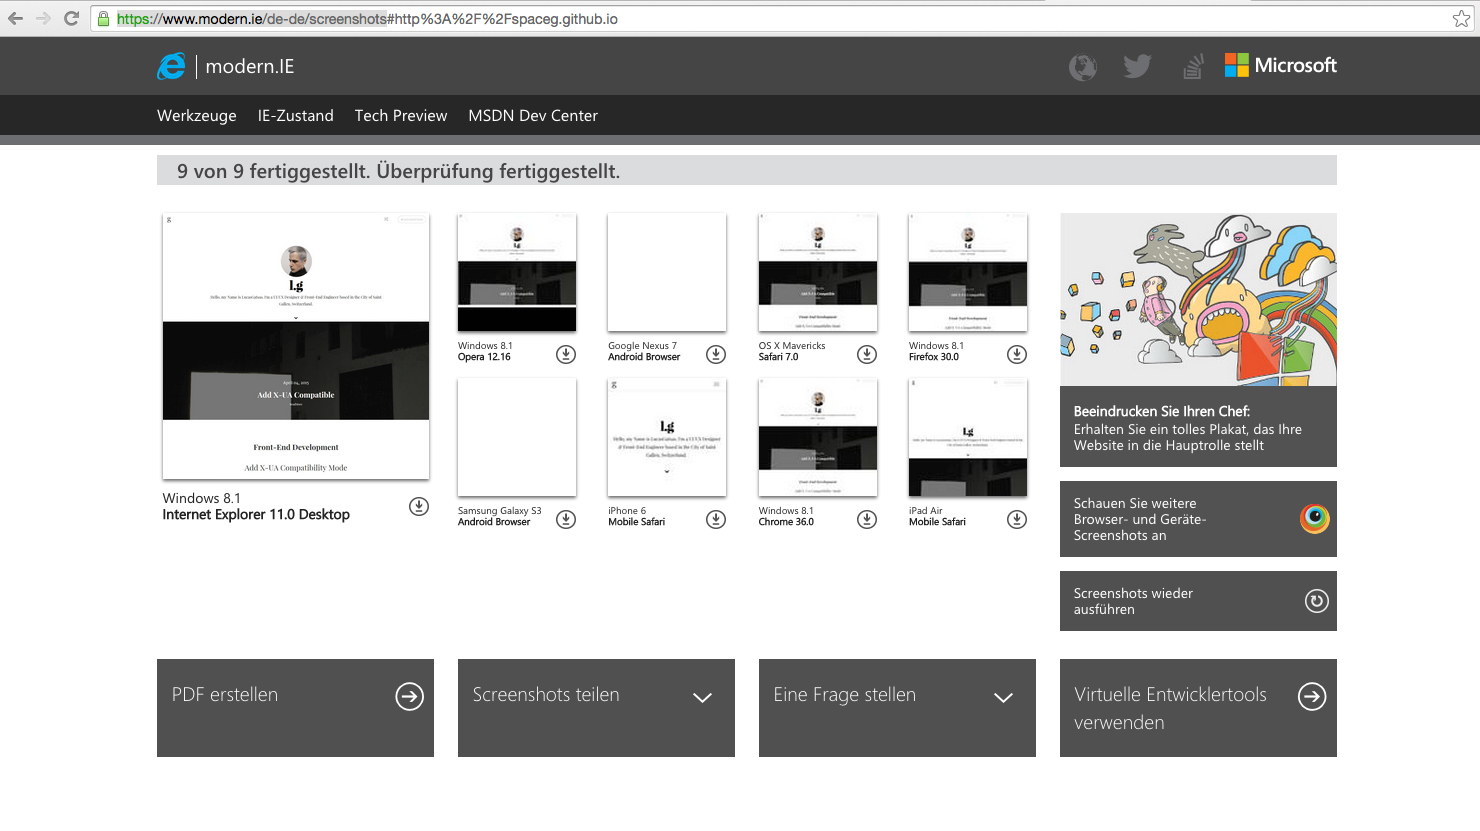 https://www.modern.ie/de-de/screenshots#http%3A%2F%2Fspaceg.github.io
modern.IE
Microsoft
Werkzeuge IE-Zustand Tech Preview MSDN Dev Center
9 von 9 fertiggestellt. Überprüfung fertiggestellt.
l.g
April 04, 2015
Add X-UA Compatible
Front-End Development
Add X-UA Compatibility Mode
Windows 8.1
Internet Explorer 11.0 Desktop
Windows 8.1
Opera 12.16
Google Nexus 7
Android Browser
OS X Mavericks
Safari 7.0
Windows 8.1
Firefox 30.0
l.g
Samsung Galaxy S3
Android Browser
iPhone 6
Mobile Safari
Windows 8.1
Chrome 36.0
iPad Air
Mobile Safari
Beeindrucken Sie Ihren Chef:
Erhalten Sie ein tolles Plakat, das Ihre
Website in die Hauptrolle stellt
Schauen Sie weitere
Browser- und Geräte-
Screenshots an
Screenshots wieder
ausführen
PDF erstellen
Screenshots teilen
Eine Frage stellen
Virtuelle Entwicklertools
verwenden